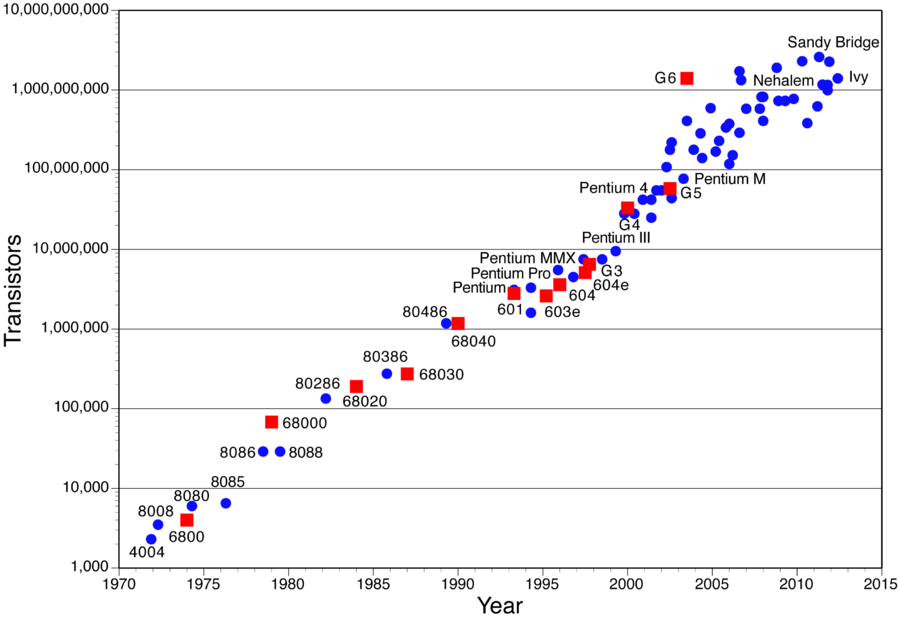 10,000,000,000
Sandy Bridge
G6
Nehalem
Ivy
1,000,000,000
100,000,000
Pentium 4
Pentium M
G5
G4
Pentium III
10,000,000
Pentium MMX
G3
Pentium Pro
604e
Pentium
604
601
603e
80486
1,000,000
68040
80386
68030
80286
68020
100,000
68000
8086
8088
8085
10,000
8080
8008
6800
4004
1,000
1970
1975
1980
1985
1990
1995
2000
2005
2010
2015
Transistors
Year